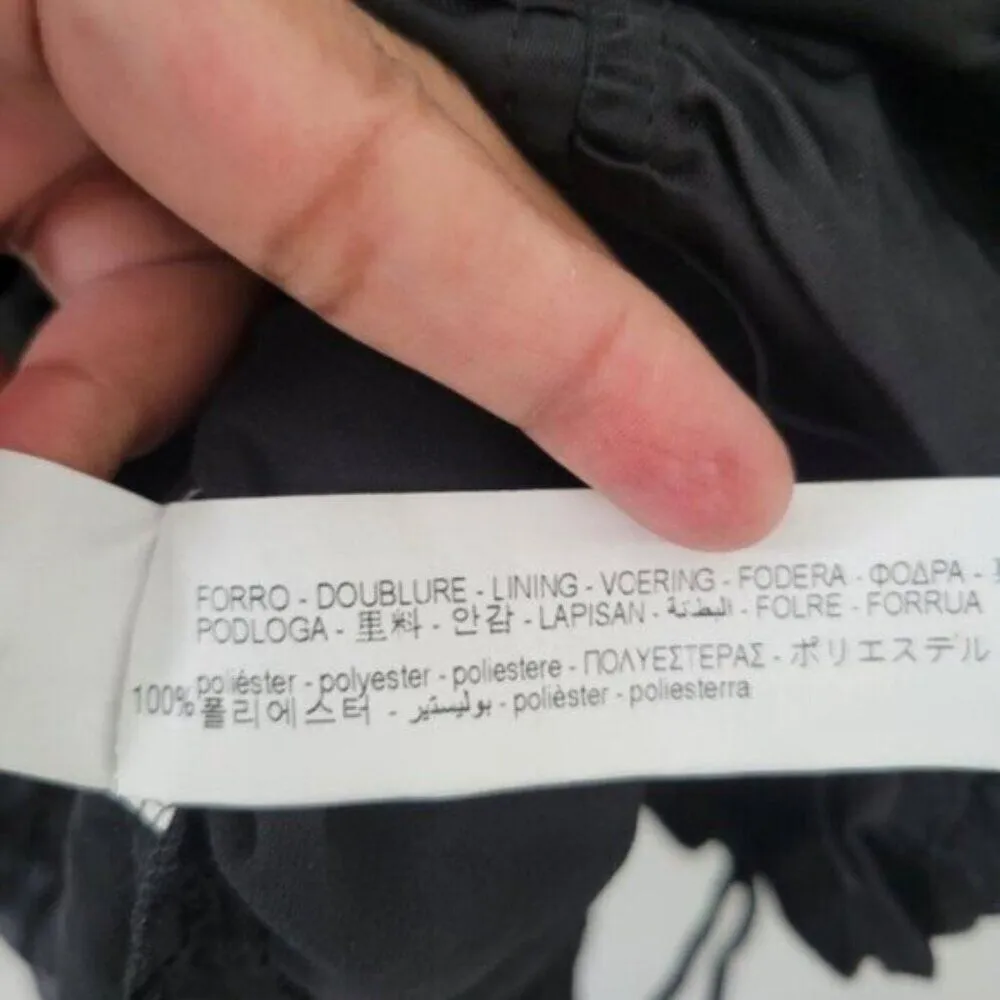 FORRO - DOUBLURE - LINING - VOERING - FODERA - ΦΟΔΡΑ -
PODLOGA - 里料 - 안감 - LAPISAN - البطانة - FOLRE - FORRUA
100% poliéster - polyester - poliestere - ΠΟΛΥΕΣΤΕΡΑΣ - ポリエステル
폴리에스터 - بوليستير - polièster - poliesterra